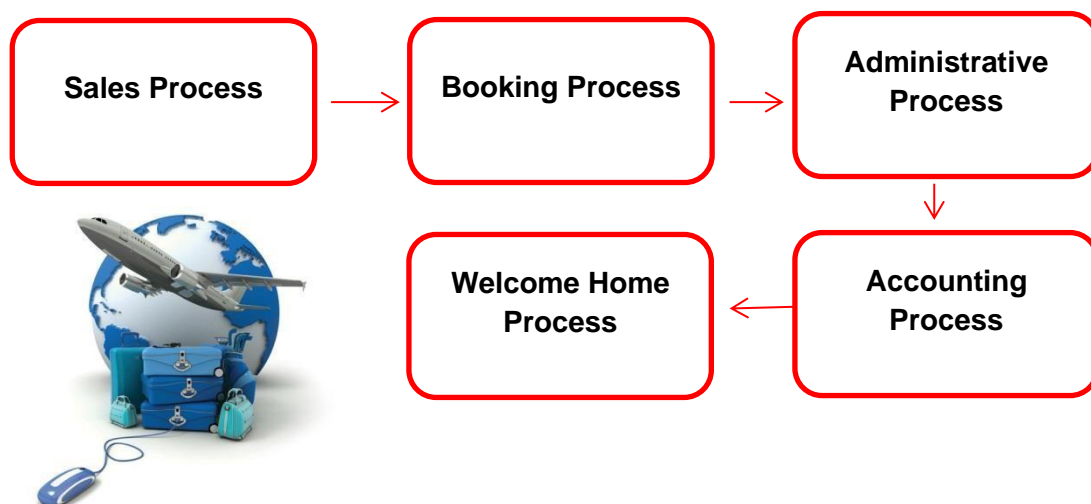 Sales Process
Booking Process
Administrative
Process
Accounting
Process
Welcome Home
Process